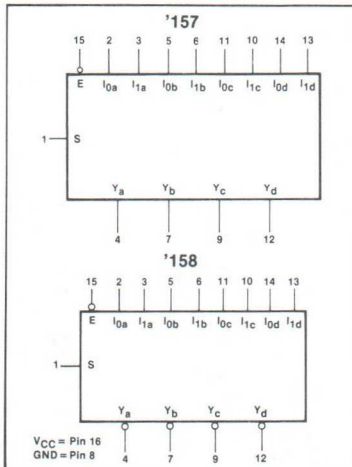 '157
15 2 3 5 6 11 10 14 13
E I0a I1a I0b I1b I0c I1c I0d I1d
1 S
Ya Yb Yc Yd
4 7 9 12
'158
15 2 3 5 6 11 10 14 13
E I0a I1a I0b I1b I0c I1c I0d I1d
1 S
Ya Yb Yc Yd
VCC = Pin 16
GND = Pin 8
4 7 9 12